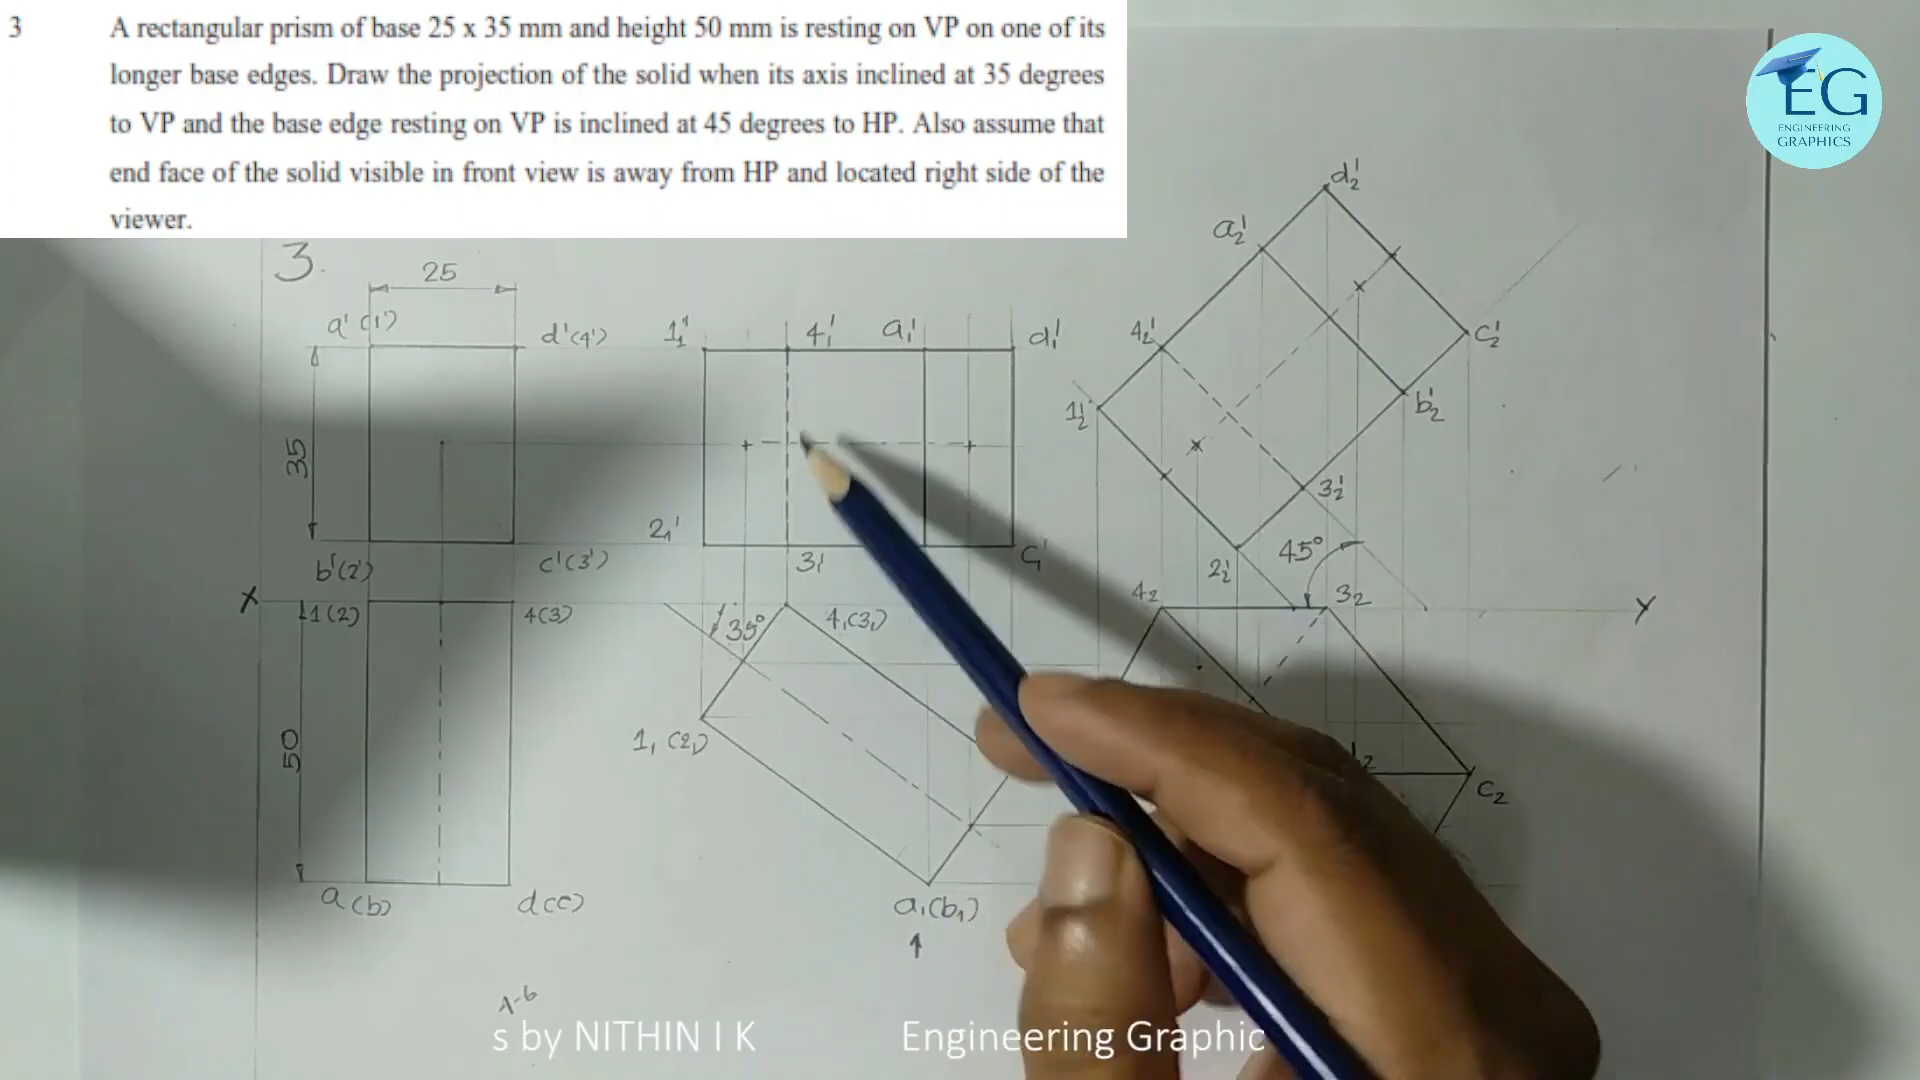 3 A rectangular prism of base 25 x 35 mm and height 50 mm is resting on VP on one of its
longer base edges. Draw the projection of the solid when its axis inclined at 35 degrees
to VP and the base edge resting on VP is inclined at 45 degrees to HP. Also assume that
end face of the solid visible in front view is away from HP and located right side of the
viewer.
EG
ENGINEERING
GRAPHICS
3.
25
a'(1')
d'(4')
35
b'(2')
c'(3')
1₁'
4₁'
a₁'
d₁'
2₁'
3₁'
c₁'
d₂'
a₂'
4₂'
c₂'
1₂'
b₂'
3₂'
2₂'
45°
X
1(2)
4(3)
35°
4₁(3₁)
4₂
3₂
Y
50
1₁(2₁)
c₂
a(b)
d(c)
a₁(b₁)
s by NITHIN I K
Engineering Graphic